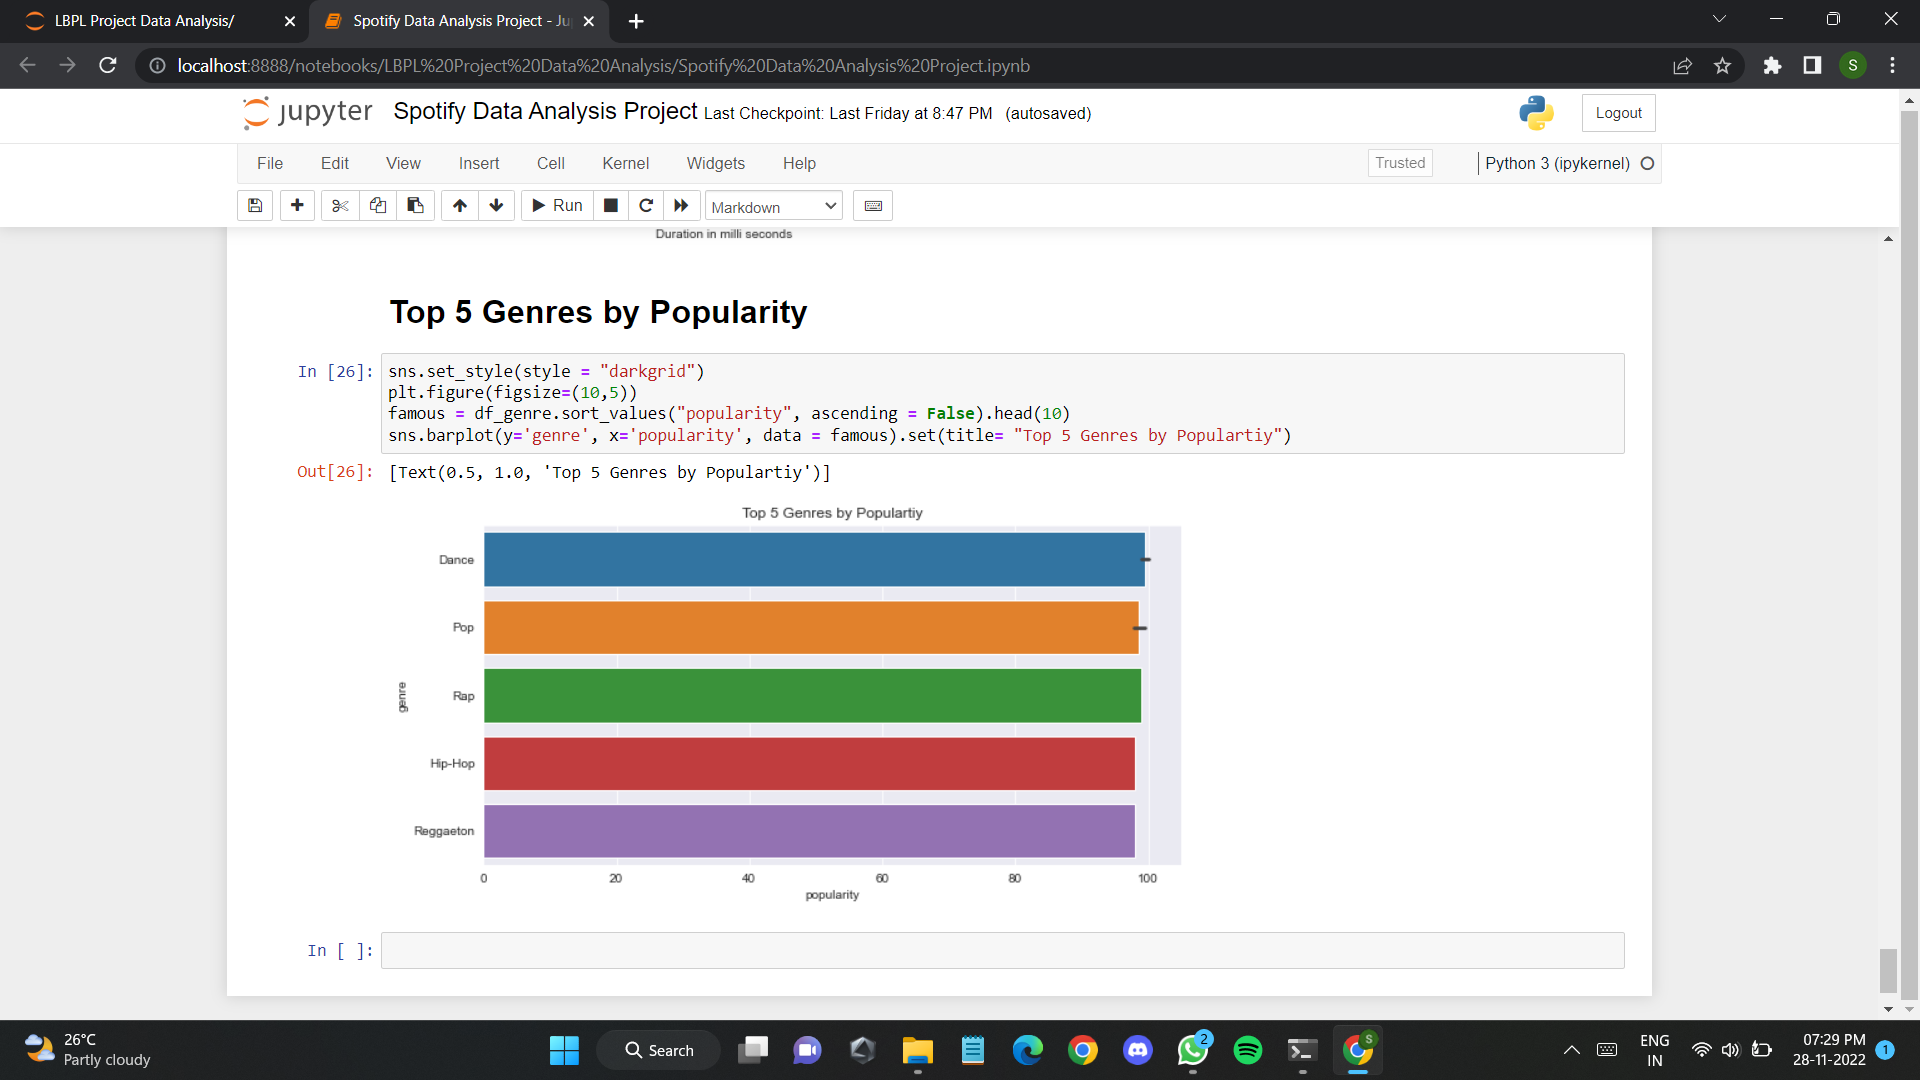 LBPL Project Data Analysis/
Spotify Data Analysis Project - Ju
localhost:8888/notebooks/LBPL%20Project%20Data%20Analysis/Spotify%20Data%20Analysis%20Project.ipynb
S
jupyter Spotify Data Analysis Project Last Checkpoint: Last Friday at 8:47 PM (autosaved)
Logout
File Edit View Insert Cell Kernel Widgets Help
Trusted
Python 3 (ipykernel)
Run
Markdown
Duration in milli seconds
Top 5 Genres by Popularity
In [26]:
sns.set_style(style = "darkgrid")
plt.figure(figsize=(10,5))
famous = df_genre.sort_values("popularity", ascending = False).head(10)
sns.barplot(y='genre', x='popularity', data = famous).set(title= "Top 5 Genres by Populartiy")
Out[26]: [Text(0.5, 1.0, 'Top 5 Genres by Populartiy')]
Top 5 Genres by Populartiy
Dance
Pop
Rap
Hip-Hop
Reggaeton
genre
0 20 40 60 80 100
popularity
In [ ]:
26°C
Partly cloudy
Search
2
S
ENG
IN
07:29 PM
28-11-2022
1